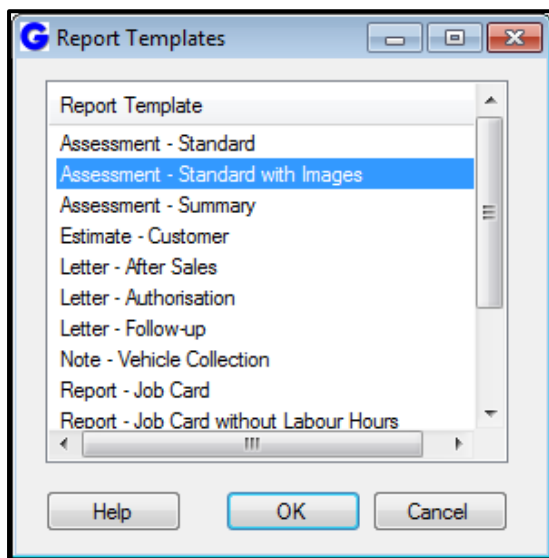 G Report Templates
Report Template
Assessment - Standard
Assessment - Standard with Images
Assessment - Summary
Estimate - Customer
Letter - After Sales
Letter - Authorisation
Letter - Follow-up
Note - Vehicle Collection
Report - Job Card
Report - Job Card without Labour Hours
Help OK Cancel